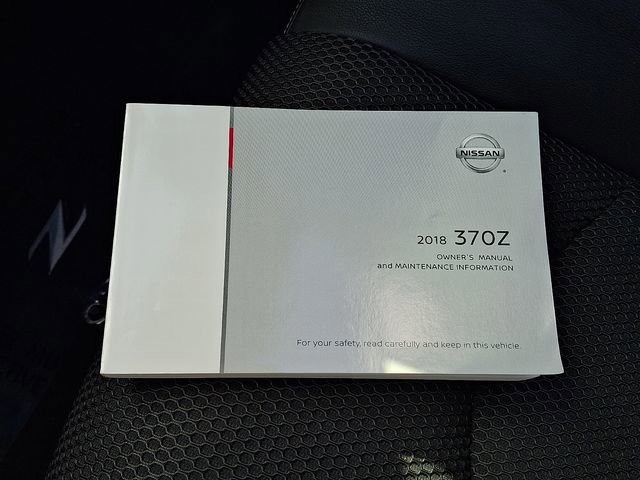 NISSAN
2018 370Z
OWNER'S MANUAL
and MAINTENANCE INFORMATION
For your safety, read carefully and keep in this vehicle.
Z